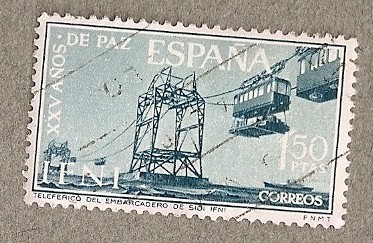 XXV AÑOS · DE PAZ
ESPAÑA
1'50
PTAS
IFNI
CORREOS
TELEFERICO DEL EMBARCADERO DE SIDI IFNI
F.N.M.T.